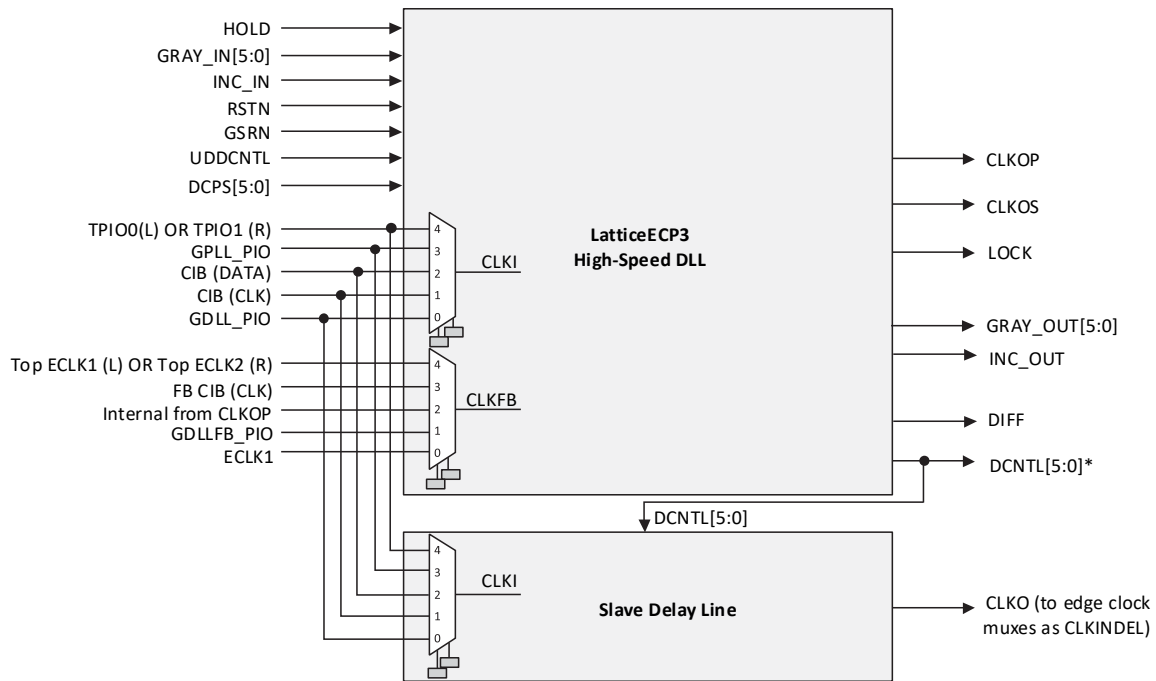 HOLD
GRAY_IN[5:0]
INC_IN
RSTN
GSRN
UDDCNTL
DCPS[5:0]
TPIO0(L) OR TPIO1 (R)
GPLL_PIO
CIB (DATA)
CIB (CLK)
GDLL_PIO
4
3
2
1
0
CLKI
Top ECLK1 (L) OR Top ECLK2 (R)
FB CIB (CLK)
Internal from CLKOP
GDLLFB_PIO
ECLK1
4
3
2
1
0
CLKFB
LatticeECP3
High-Speed DLL
CLKOP
CLKOS
LOCK
GRAY_OUT[5:0]
INC_OUT
DIFF
DCNTL[5:0]*
DCNTL[5:0]
4
3
2
1
0
CLKI
Slave Delay Line
CLKO (to edge clock
muxes as CLKINDEL)